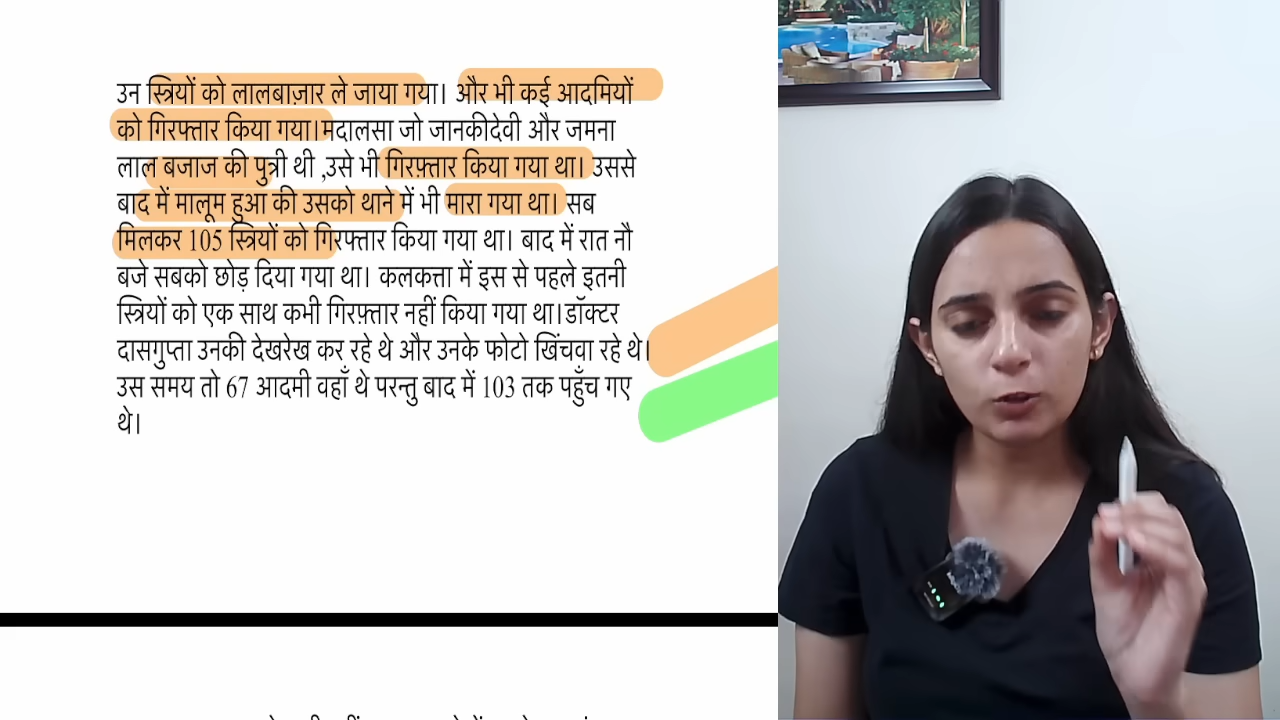 उन स्त्रियों को लालबाज़ार ले जाया गया। और भी कई आदमियों
को गिरफ्तार किया गया।मदालसा जो जानकीदेवी और जमना
लाल बजाज की पुत्री थी ,उसे भी गिरफ़्तार किया गया था। उससे
बाद में मालूम हुआ की उसको थाने में भी मारा गया था। सब
मिलकर 105 स्त्रियों को गिरफ्तार किया गया था। बाद में रात नौ
बजे सबको छोड़ दिया गया था। कलकत्ता में इस से पहले इतनी
स्त्रियों को एक साथ कभी गिरफ़्तार नहीं किया गया था।डॉक्टर
दासगुप्ता उनकी देखरेख कर रहे थे और उनके फोटो खिंचवा रहे थे।
उस समय तो 67 आदमी वहाँ थे परन्तु बाद में 103 तक पहुँच गए
थे।